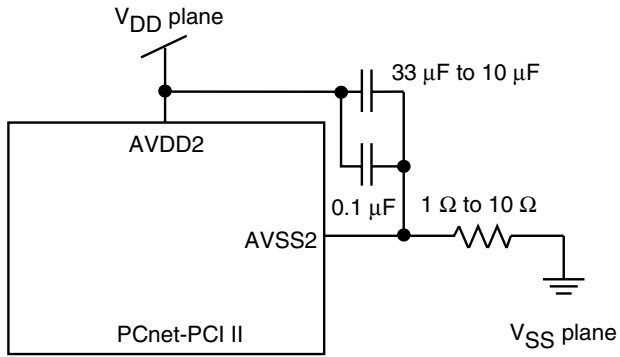 VDD plane
33 µF to 10 µF
AVDD2
0.1 µF
1 Ω to 10 Ω
AVSS2
PCnet-PCI II
VSS plane